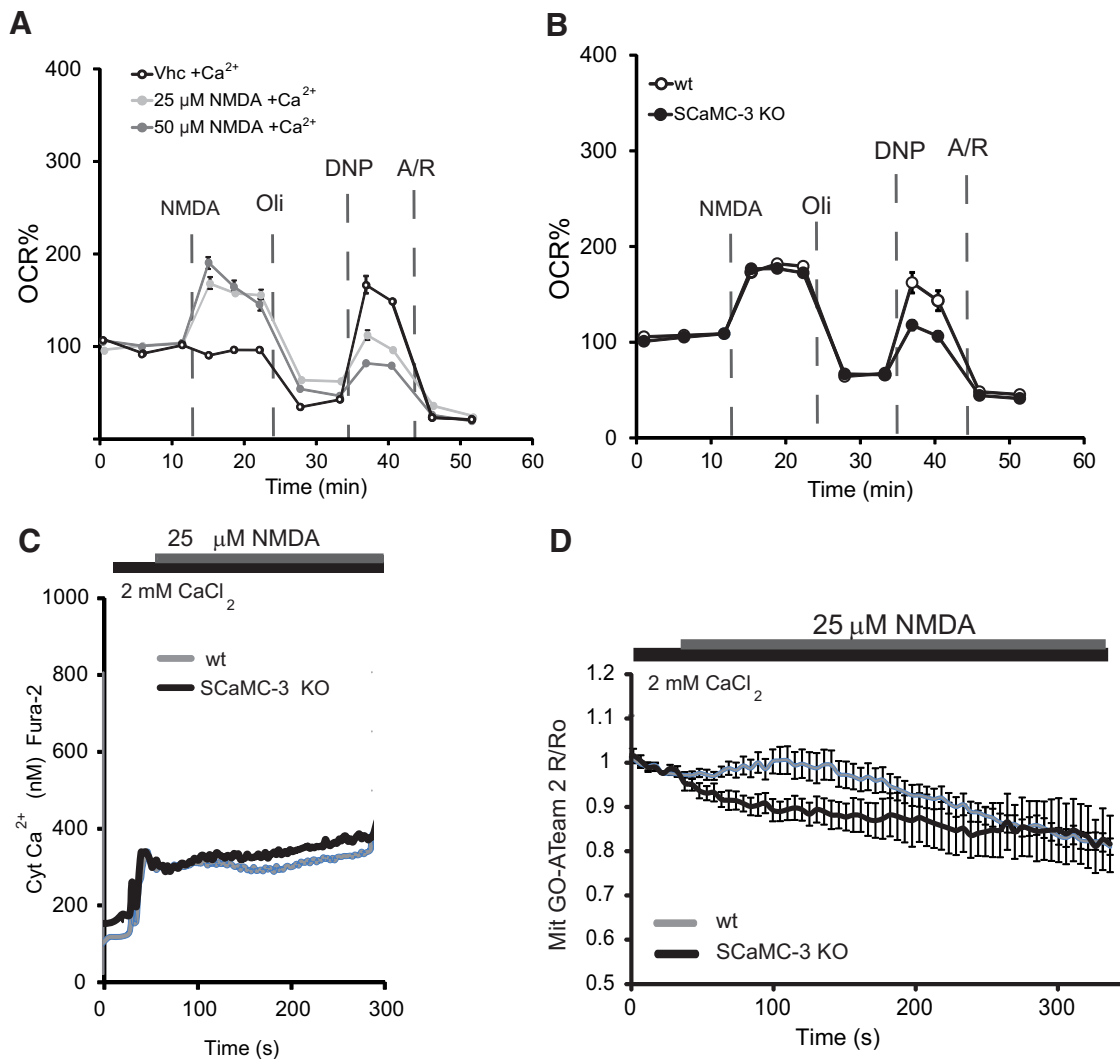 A
400
300
200
100
0
10
20
30
40
50
60
OCR%
Time (min)
Vhc +Ca2+
25 µM NMDA +Ca2+
50 µM NMDA +Ca2+
NMDA
Oli
DNP
A/R
B
400
300
200
100
0
0
10
20
30
40
50
60
OCR%
Time (min)
wt
SCaMC-3 KO
NMDA
Oli
DNP
A/R
C
25 µM NMDA
2 mM CaCl2
1000
800
600
400
200
0
0
100
200
300
Cyt Ca2+ (nM) Fura-2
Time (s)
wt
SCaMC-3 KO
D
25 µM NMDA
2 mM CaCl2
1.2
1.1
1
0.9
0.8
0.7
0.6
0.5
0
100
200
300
Mit GO-ATeam 2 R/Ro
Time (s)
wt
SCaMC-3 KO